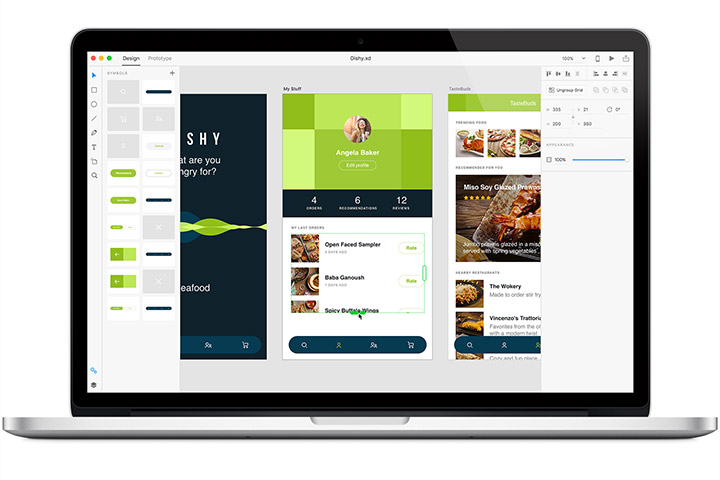 Design
Prototype
Dishy.xd
100%
SYMBOLS
My Stuff
TasteBuds
SHY
at are you
ngry for?
eafood
Angela Baker
Edit profile
4
ORDERS
6
RECOMMENDATIONS
12
REVIEWS
MY LAST ORDERS
Open Faced Sampler
5 DAYS AGO
Rate
Baba Ganoush
7 DAYS AGO
Rate
Spicy Buffalo Wings
TasteBuds
TRENDING FOOD
RECOMMENDED FOR YOU
Miso Soy Glazed Prawns
Jumbo prawns glazed in a miso
served with spring vegetables
NEARBY RESTAURANTS
The Wokery
Made to order stir fry
Vincenzo's Trattoria
Favorites from the ol
with a modern twist.
Cozy and fun place
Ungroup Grid
W 335
X 21
0°
H 200
Y 360
APPEARANCE
100%